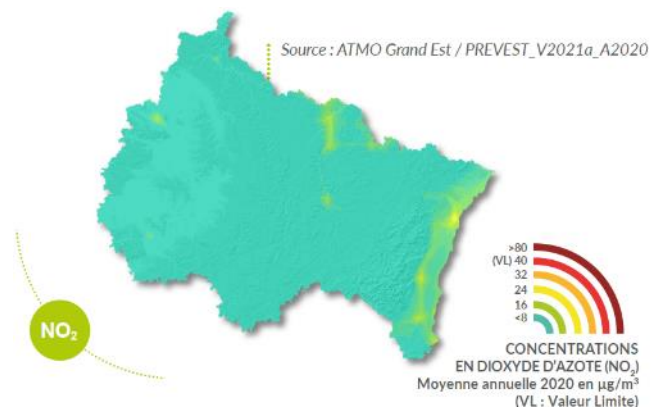 Source : ATMO Grand Est / PREVEST_V2021a_A2020
NO₂
>80
(VL) 40
32
24
16
<8
CONCENTRATIONS
EN DIOXYDE D'AZOTE (NO₂)
Moyenne annuelle 2020 en µg/m³
(VL : Valeur Limite)